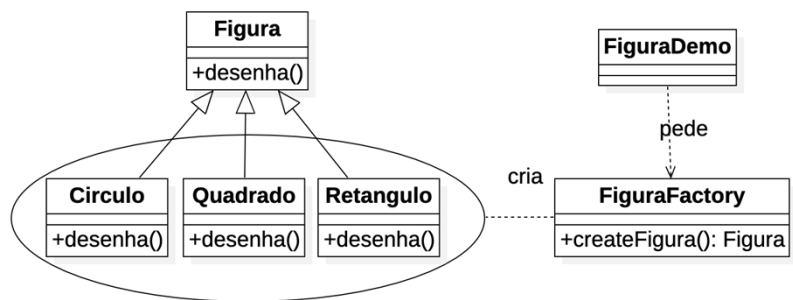 Figura
+desenha()
FiguraDemo
pede
cria
Circulo
+desenha()
Quadrado
+desenha()
Retangulo
+desenha()
FiguraFactory
+createFigura(): Figura